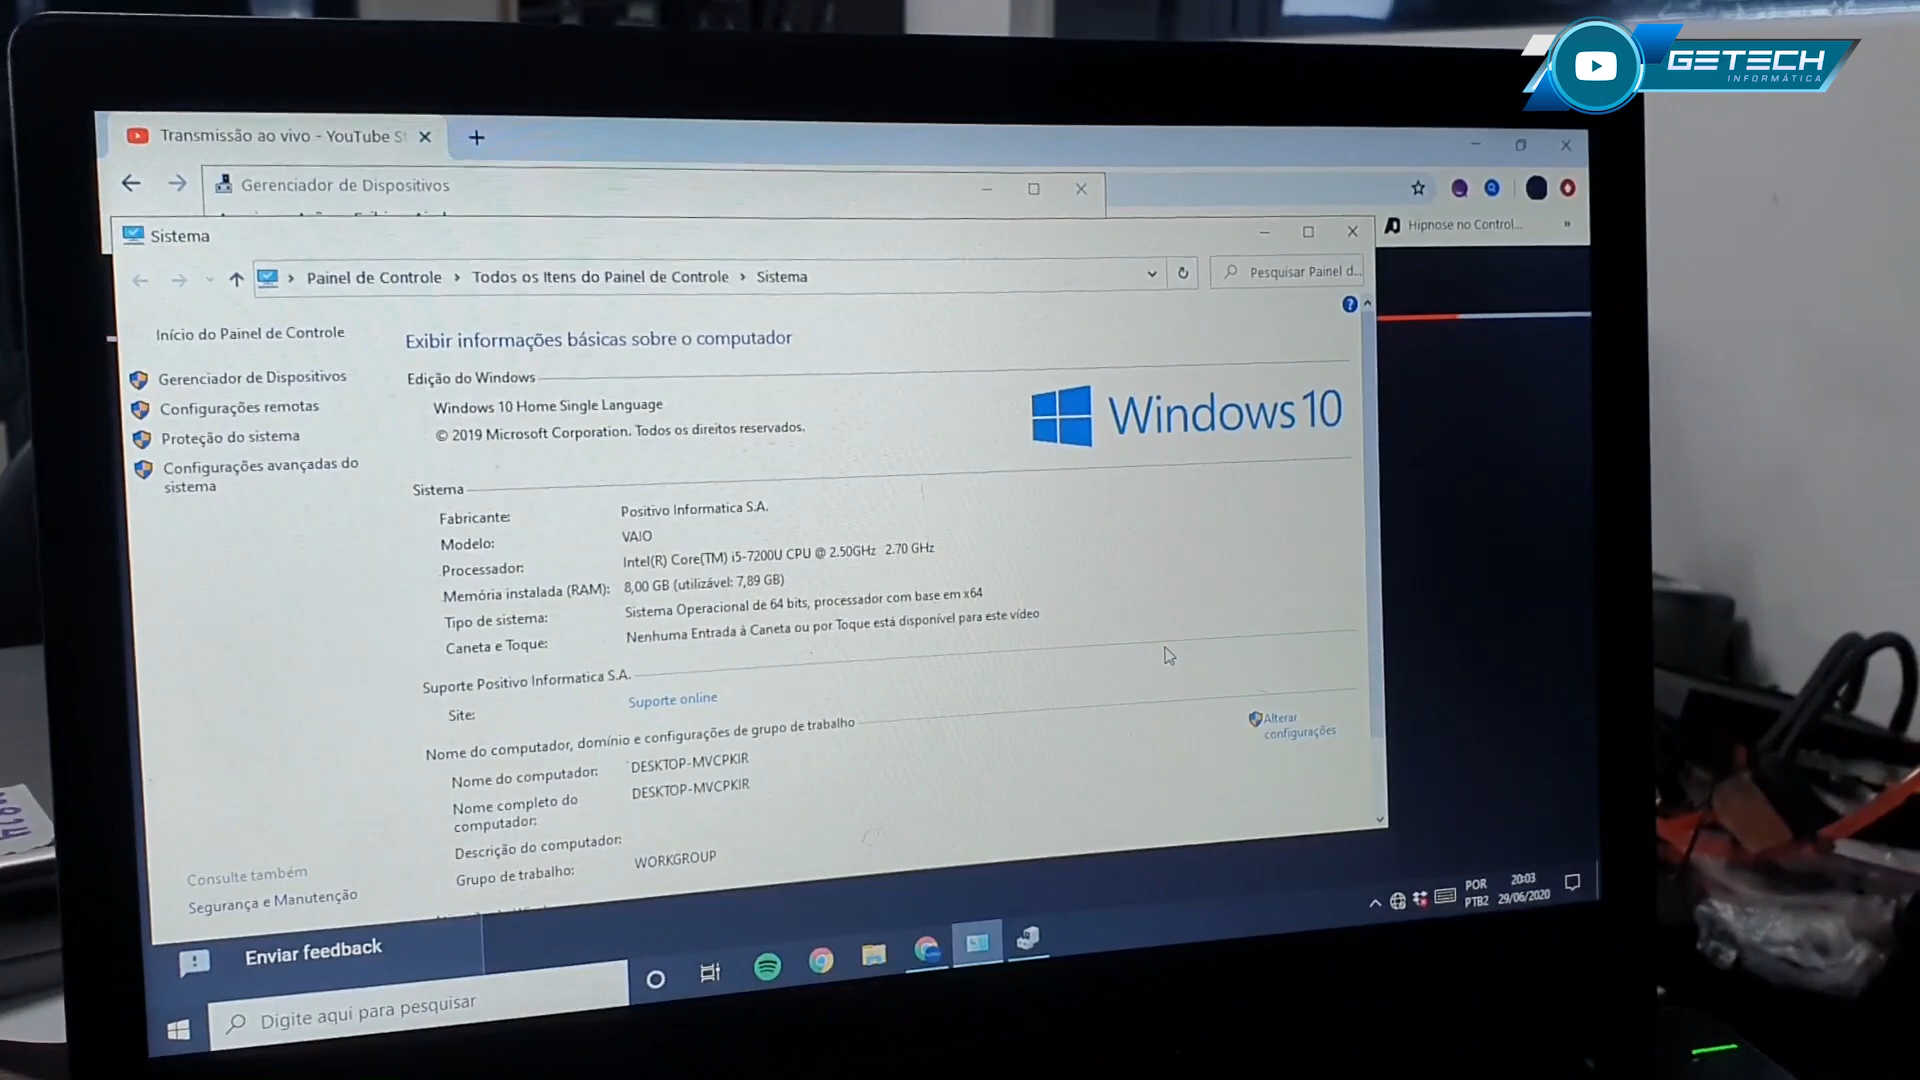 GETECH
INFORMÁTICA
Transmissão ao vivo - YouTube St
Gerenciador de Dispositivos
Hipnose no Control...
Sistema
Painel de Controle > Todos os Itens do Painel de Controle > Sistema
Pesquisar Painel d...
Início do Painel de Controle
Gerenciador de Dispositivos
Configurações remotas
Proteção do sistema
Configurações avançadas do
sistema
Exibir informações básicas sobre o computador
Edição do Windows
Windows 10 Home Single Language
© 2019 Microsoft Corporation. Todos os direitos reservados.
Windows 10
Sistema
Fabricante: Positivo Informatica S.A.
Modelo: VAIO
Processador: Intel(R) Core(TM) i5-7200U CPU @ 2.50GHz 2.70 GHz
Memória instalada (RAM): 8,00 GB (utilizável: 7,89 GB)
Tipo de sistema: Sistema Operacional de 64 bits, processador com base em x64
Caneta e Toque: Nenhuma Entrada à Caneta ou por Toque está disponível para este vídeo
Suporte Positivo Informatica S.A.
Site: Suporte online
Nome do computador, domínio e configurações de grupo de trabalho
Nome do computador: DESKTOP-MVCPKIR
Alterar
configurações
Nome completo do
computador: DESKTOP-MVCPKIR
Descrição do computador:
Grupo de trabalho: WORKGROUP
Consulte também
Segurança e Manutenção
Enviar feedback
Digite aqui para pesquisar
POR
PTB2
20:03
29/06/2020